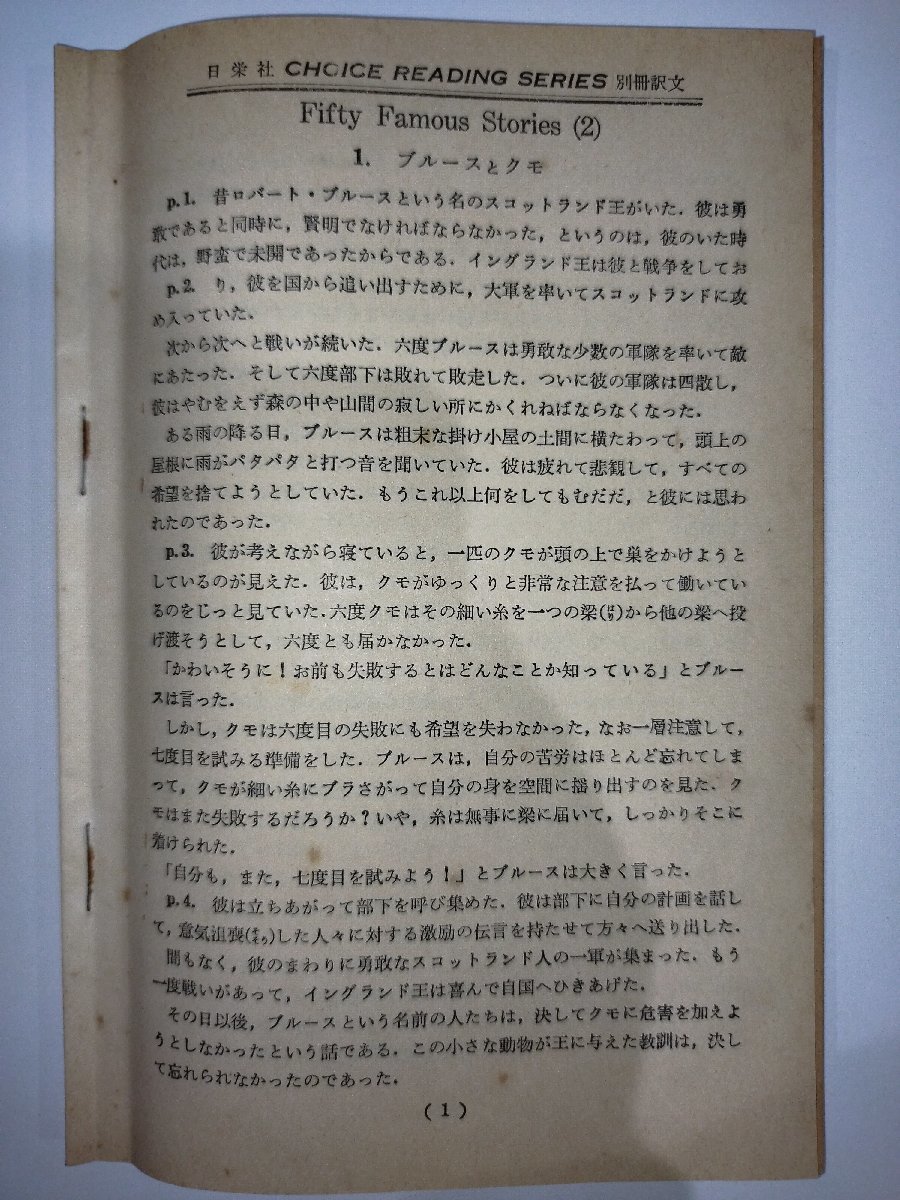 日栄社 CHOICE READING SERIES 別冊訳文
Fifty Famous Stories (2)
1. ブルースとクモ
p.1. 昔ロバート・ブルースという名のスコットランド王がいた．彼は勇
敢であると同時に，賢明でなければならなかった，というのは，彼のいた時
代は，野蛮で未開であったからである．イングランド王は彼と戦争をしてお
p.2. り，彼を国から追い出すために，大軍を率いてスコットランドに攻
め入っていた．
次から次へと戦いが続いた．六度ブルースは勇敢な少数の軍隊を率いて敵
にあたった．そして六度部下は敗れて敗走した．ついに彼の軍隊は四散し，
彼はやむをえず森の中や山間の寂しい所にかくれねばならなくなった．
ある雨の降る日，ブルースは粗末な掛け小屋の土間に横たわって，頭上の
屋根に雨がバタバタと打つ音を聞いていた．彼は疲れて悲観して，すべての
希望を捨てようとしていた．もうこれ以上何をしてもむだだ，と彼には思わ
れたのであった．
p.3. 彼が考えながら寝ていると，一匹のクモが頭の上で巣をかけようと
しているのが見えた．彼は，クモがゆっくりと非常な注意を払って働いてい
るのをじっと見ていた．六度クモはその細い糸を一つの梁(はり)から他の梁へ投
げ渡そうとして，六度とも届かなかった．
「かわいそうに！お前も失敗するとはどんなことか知っている」とブルー
スは言った．
しかし，クモは六度目の失敗にも希望を失わなかった，なお一層注意して，
七度目を試みる準備をした．ブルースは，自分の苦労はほとんど忘れてしま
って，クモが細い糸にブラさがって自分の身を空間に揺り出すのを見た．ク
モはまた失敗するだろうか？いや，糸は無事に梁に届いて，しっかりそこに
着けられた．
「自分も，また，七度目を試みよう！」とブルースは大きく言った．
p.4. 彼は立ちあがって部下を呼び集めた．彼は部下に自分の計画を話し
て，意気沮喪(そそう)した人々に対する激励の伝言を持たせて方々へ送り出した．
間もなく，彼のまわりに勇敢なスコットランド人の一軍が集まった．もう
一度戦いがあって，イングランド王は喜んで自国へひきあげた．
その日以後，ブルースという名前の人たちは，決してクモに危害を加えよ
うとしなかったという話である．この小さな動物が王に与えた教訓は，決し
て忘れられなかったのであった．
( 1 )